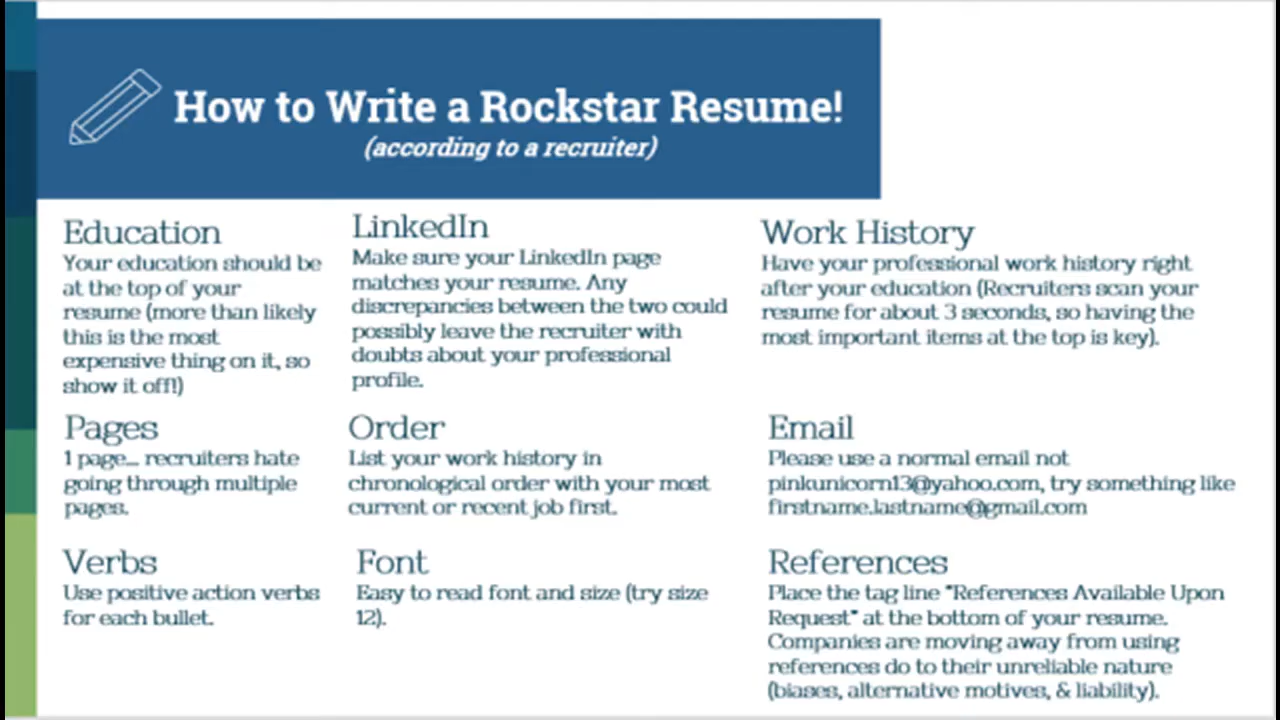 How to Write a Rockstar Resume!
(according to a recruiter)
Education
Your education should be
at the top of your
resume (more than likely
this is the most
expensive thing on it, so
show it off!)
LinkedIn
Make sure your LinkedIn page
matches your resume. Any
discrepancies between the two could
possibly leave the recruiter with
doubts about your professional
profile.
Work History
Have your professional work history right
after your education (Recruiters scan your
resume for about 3 seconds, so having the
most important items at the top is key).
Pages
1 page... recruiters hate
going through multiple
pages.
Order
List your work history in
chronological order with your most
current or recent job first.
Email
Please use a normal email not
pinkunicorn13@yahoo.com, try something like
firstname.lastname@gmail.com
Verbs
Use positive action verbs
for each bullet.
Font
Easy to read font and size (try size
12).
References
Place the tag line "References Available Upon
Request" at the bottom of your resume.
Companies are moving away from using
references do to their unreliable nature
(biases, alternative motives, & liability).